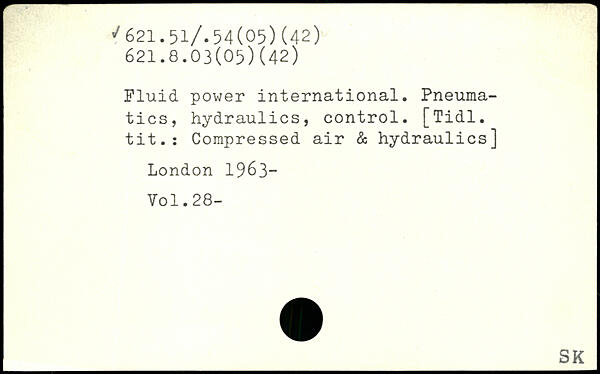 ✓ 621.51/.54(05)(42)
621.8.03(05)(42)
Fluid power international. Pneuma-
tics, hydraulics, control. [Tidl.
tit.: Compressed air & hydraulics]
London 1963-
Vol.28-
SK